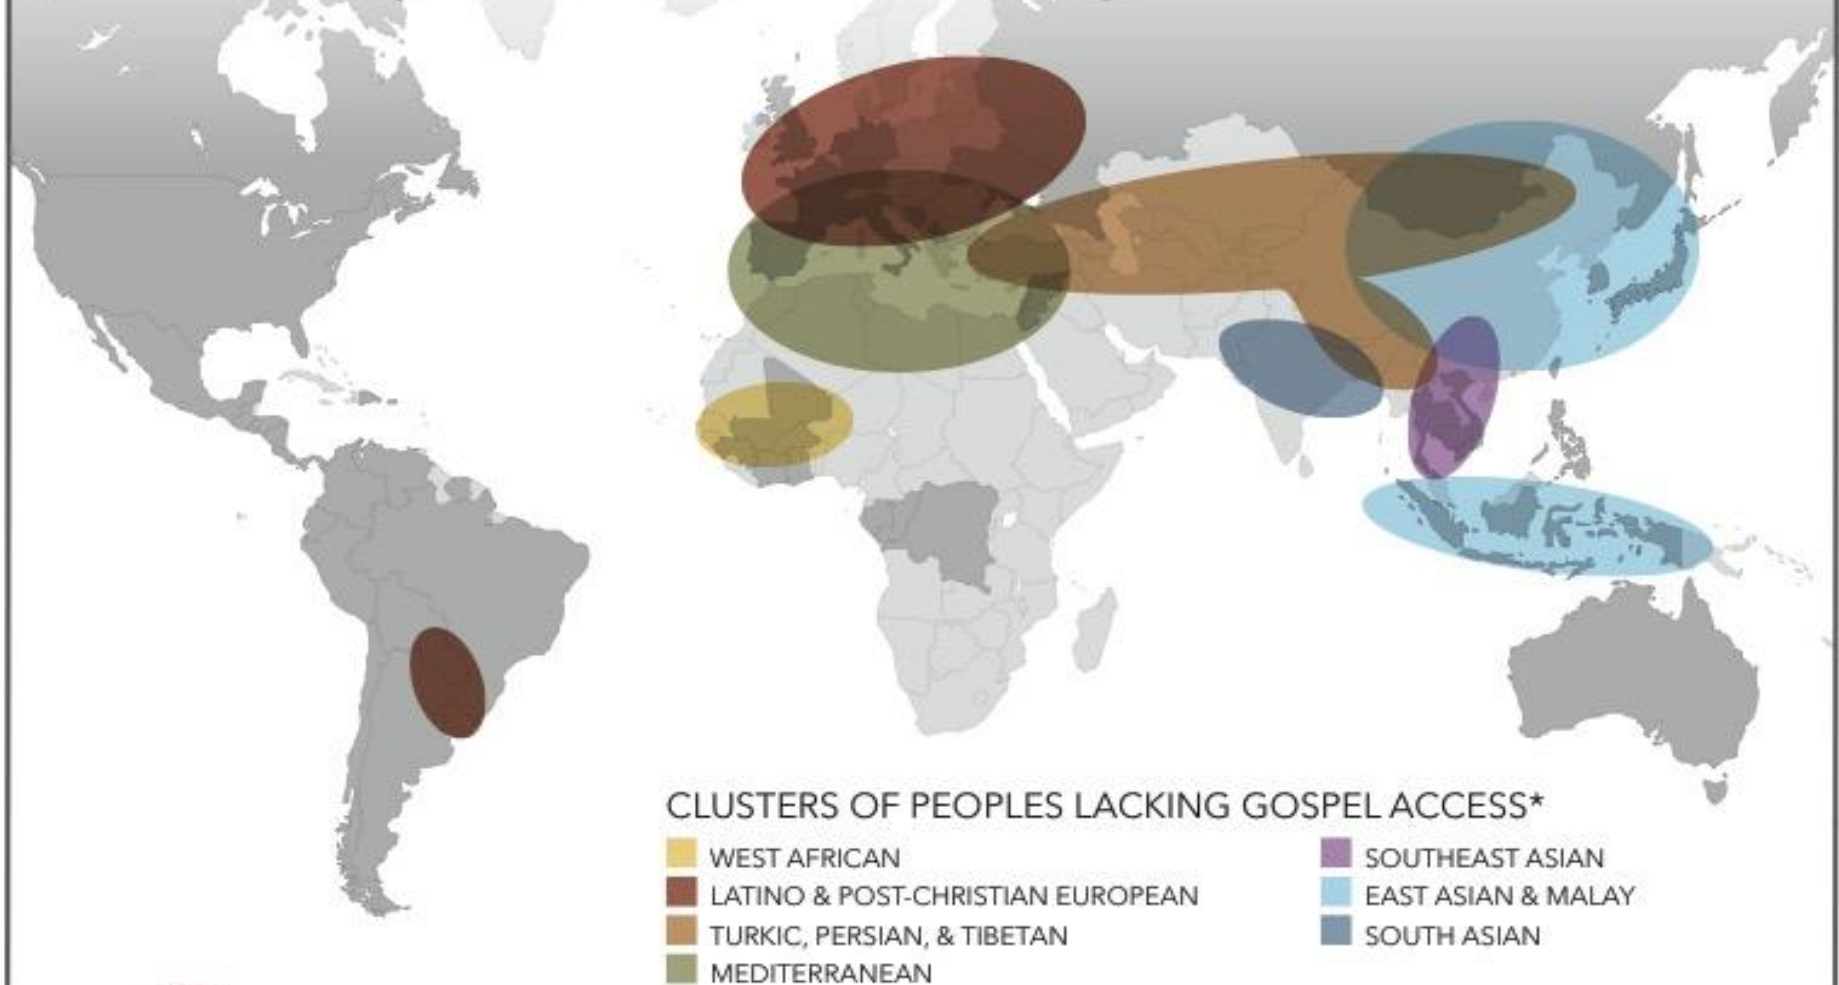 CLUSTERS OF PEOPLES LACKING GOSPEL ACCESS*
WEST AFRICAN
LATINO & POST-CHRISTIAN EUROPEAN
TURKIC, PERSIAN, & TIBETAN
MEDITERRANEAN
SOUTHEAST ASIAN
EAST ASIAN & MALAY
SOUTH ASIAN